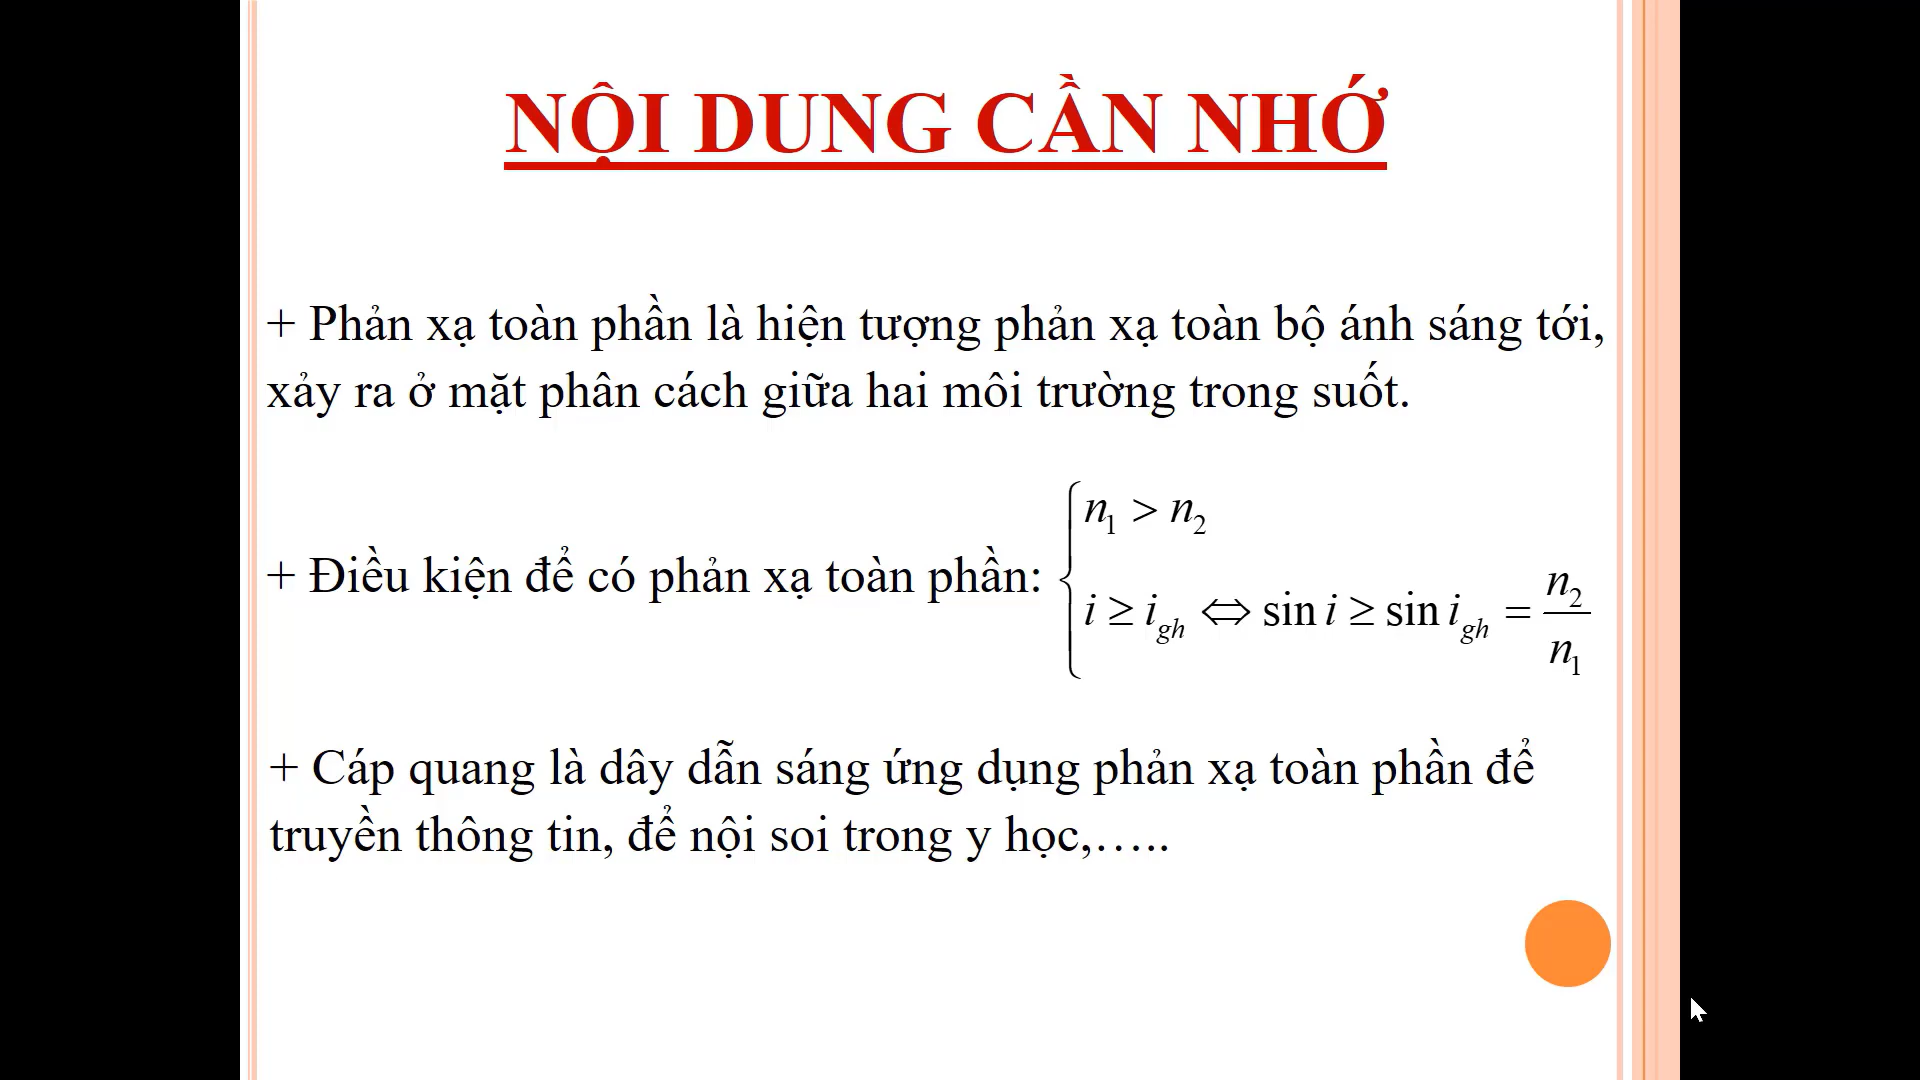 NỘI DUNG CẦN NHỚ
+ Phản xạ toàn phần là hiện tượng phản xạ toàn bộ ánh sáng tới,
xảy ra ở mặt phân cách giữa hai môi trường trong suốt.
+ Điều kiện để có phản xạ toàn phần: { n₁ > n₂
i ≥ i_gh ⇔ sin i ≥ sin i_gh = n₂/n₁
+ Cáp quang là dây dẫn sáng ứng dụng phản xạ toàn phần để
truyền thông tin, để nội soi trong y học,…..